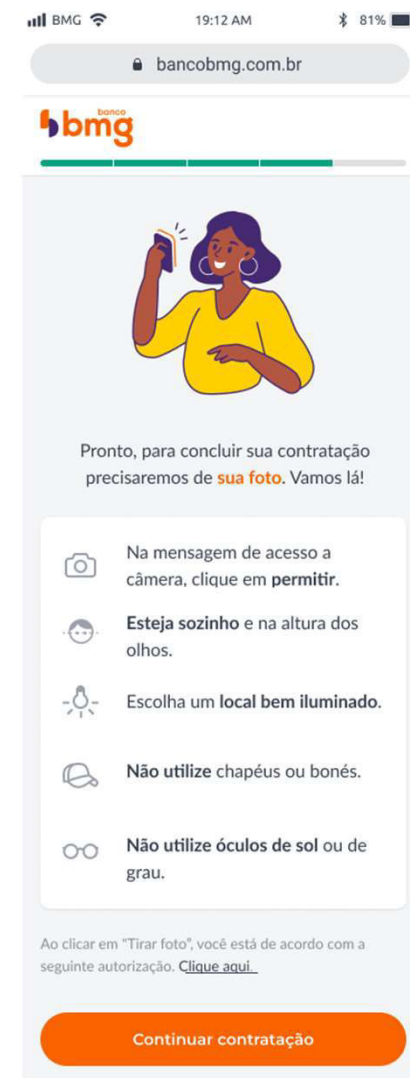 BMG
19:12 AM
81%
bancobmg.com.br
banco
bmg
Pronto, para concluir sua contratação
precisaremos de sua foto. Vamos lá!
Na mensagem de acesso a
câmera, clique em permitir.
Esteja sozinho e na altura dos
olhos.
Escolha um local bem iluminado.
Não utilize chapéus ou bonés.
Não utilize óculos de sol ou de
grau.
Ao clicar em "Tirar foto", você está de acordo com a
seguinte autorização. Clique aqui.
Continuar contratação